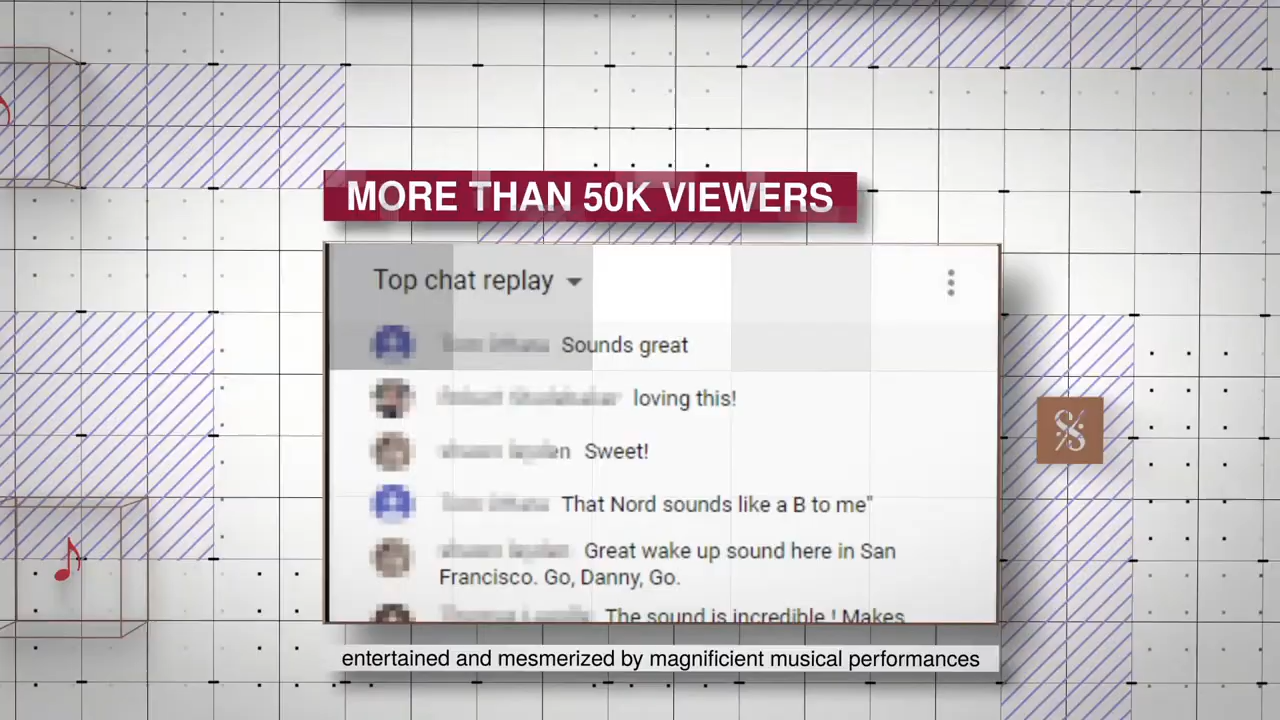 MORE THAN 50K VIEWERS
Top chat replay
Sounds great
loving this!
Sweet!
That Nord sounds like a B to me"
Great wake up sound here in San
Francisco. Go, Danny, Go.
The sound is incredible ! Makes
entertained and mesmerized by magnificient musical performances